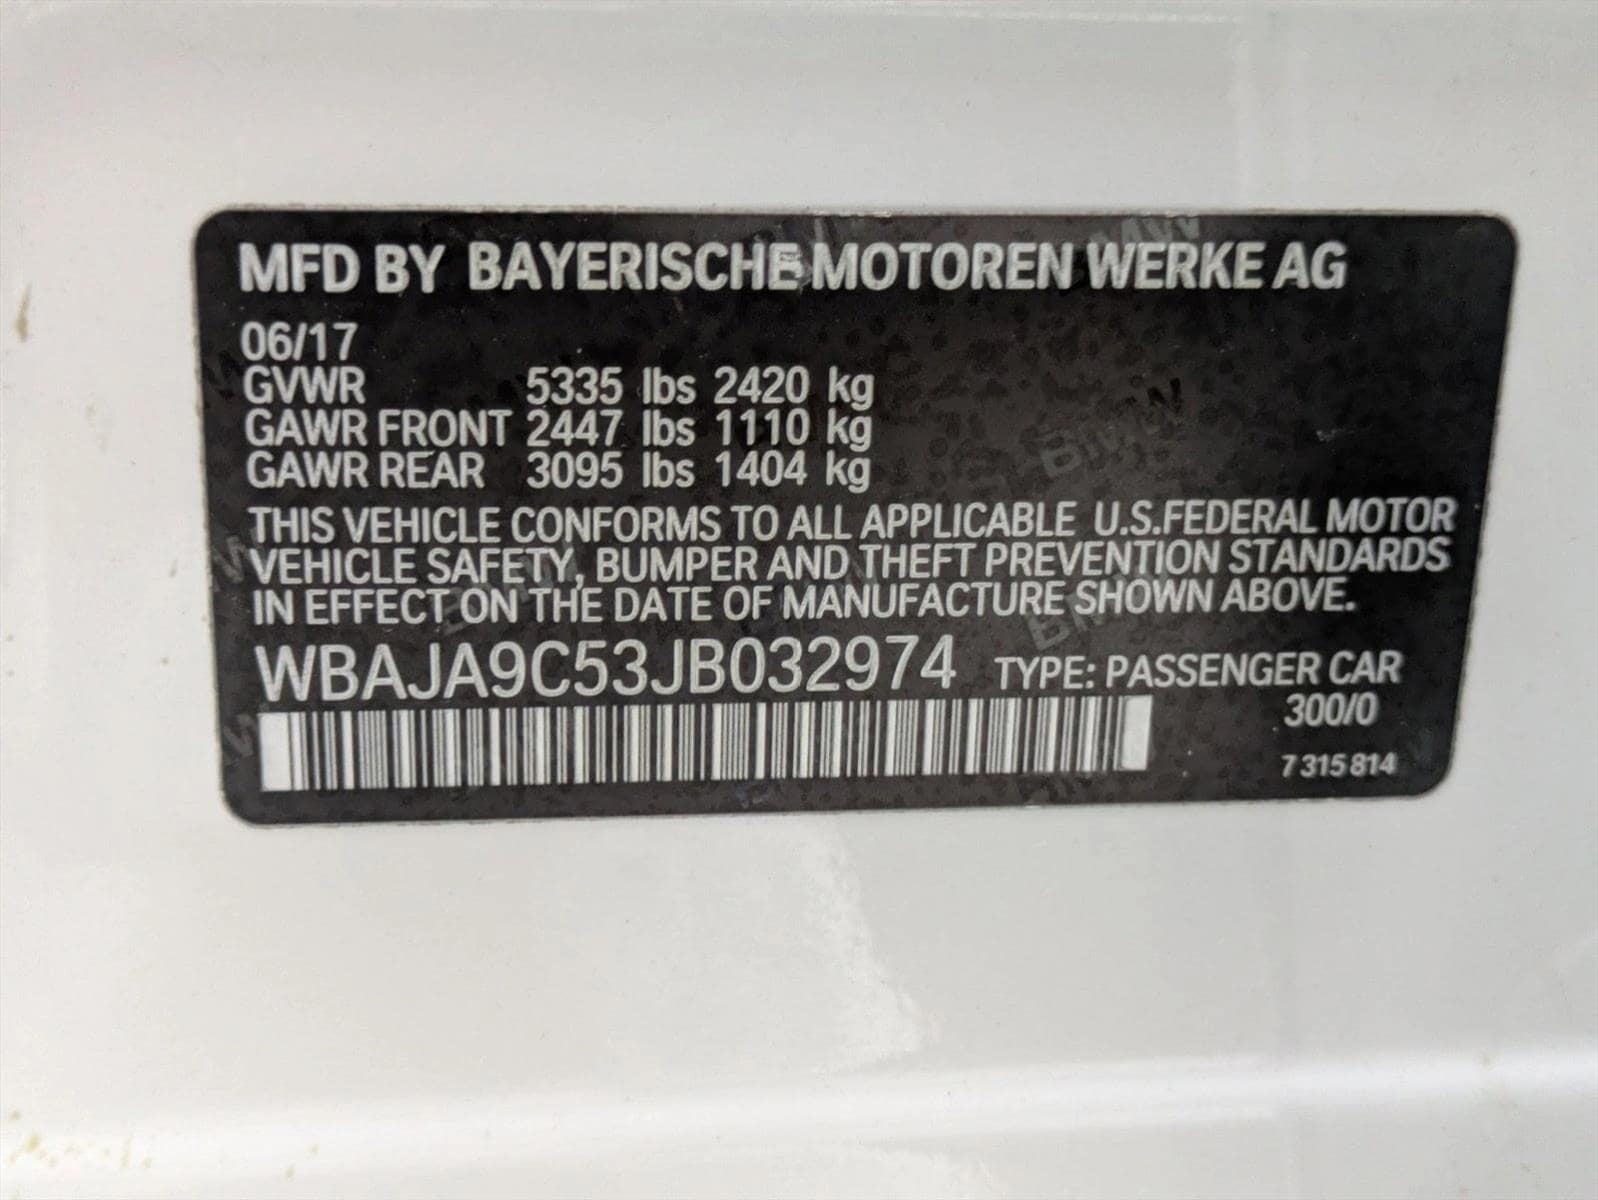 MFD BY BAYERISCHE MOTOREN WERKE AG
06/17
GVWR 5335 lbs 2420 kg
GAWR FRONT 2447 lbs 1110 kg
GAWR REAR 3095 lbs 1404 kg
THIS VEHICLE CONFORMS TO ALL APPLICABLE U.S.FEDERAL MOTOR
VEHICLE SAFETY, BUMPER AND THEFT PREVENTION STANDARDS
IN EFFECT ON THE DATE OF MANUFACTURE SHOWN ABOVE.
WBAJA9C53JB032974 TYPE: PASSENGER CAR
300/0
7 315 814